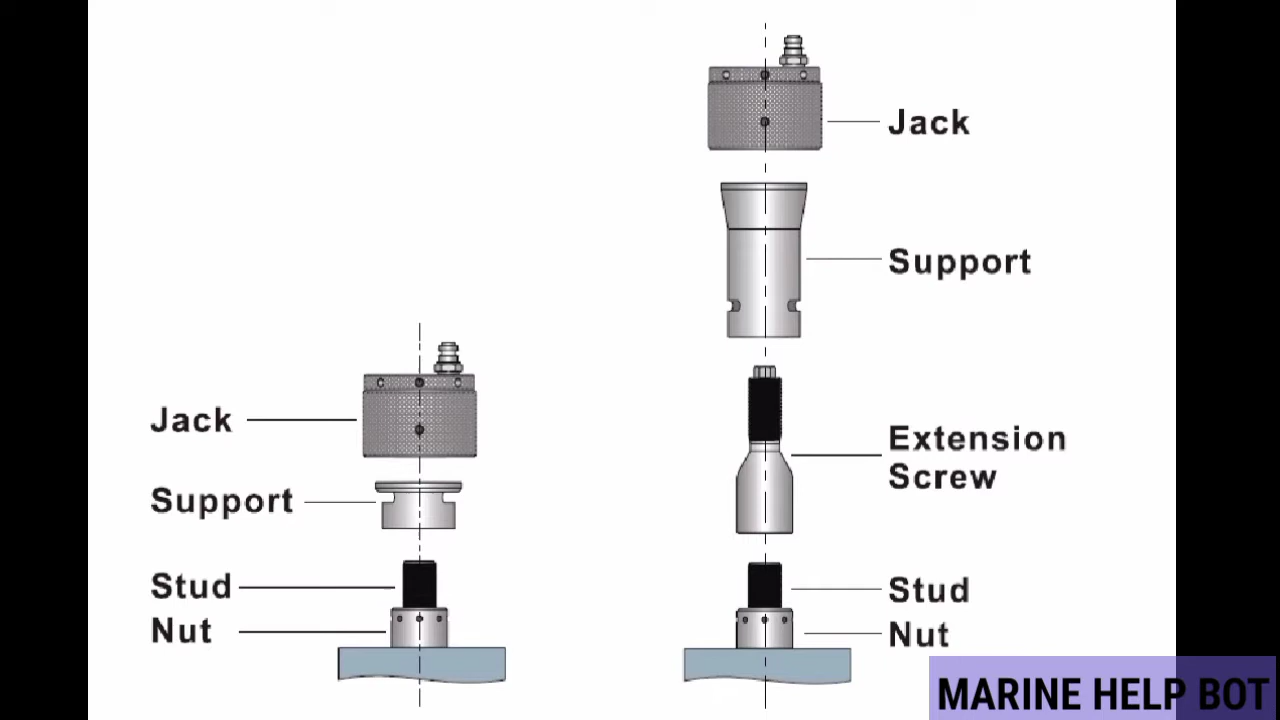 Jack
Support
Stud
Nut
Jack
Support
Extension
Screw
Stud
Nut
MARINE HELP BOT